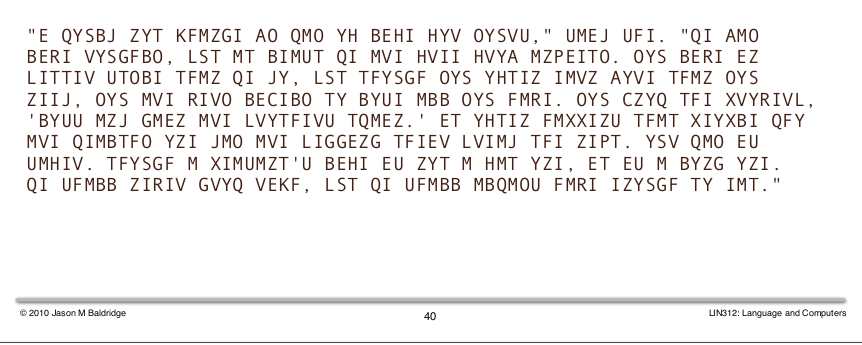 "E QYSBJ ZYT KFMZGI AO QMO YH BEHI HYV OYSVU," UMEJ UFI. "QI AMO
BERI VYSGFBO, LST MT BIMUT QI MVI HVII HVYA MZPEITO. OYS BERI EZ
LITTIV UTOBI TFMZ QI JY, LST TFYSGF OYS YHTIZ IMVZ AYVI TFMZ OYS
ZIIJ, OYS MVI RIVO BECIBO TY BYUI MBB OYS FMRI. OYS CZYQ TFI XVYRIVL,
'BYUU MZJ GMEZ MVI LVYTFIVU TQMEZ.' ET YHTIZ FMXXIZU TFMT XIYXBI QFY
MVI QIMBTFO YZI JMO MVI LIGGEZG TFIEV LVIMJ TFI ZIPT. YSV QMO EU
UMHIV. TFYSGF M XIMUMZT'U BEHI EU ZYT M HMT YZI, ET EU M BYZG YZI.
QI UFMBB ZIRIV GVYQ VEKF, LST QI UFMBB MBQMOU FMRI IZYSGF TY IMT."
© 2010 Jason M Baldridge
40
LIN312: Language and Computers